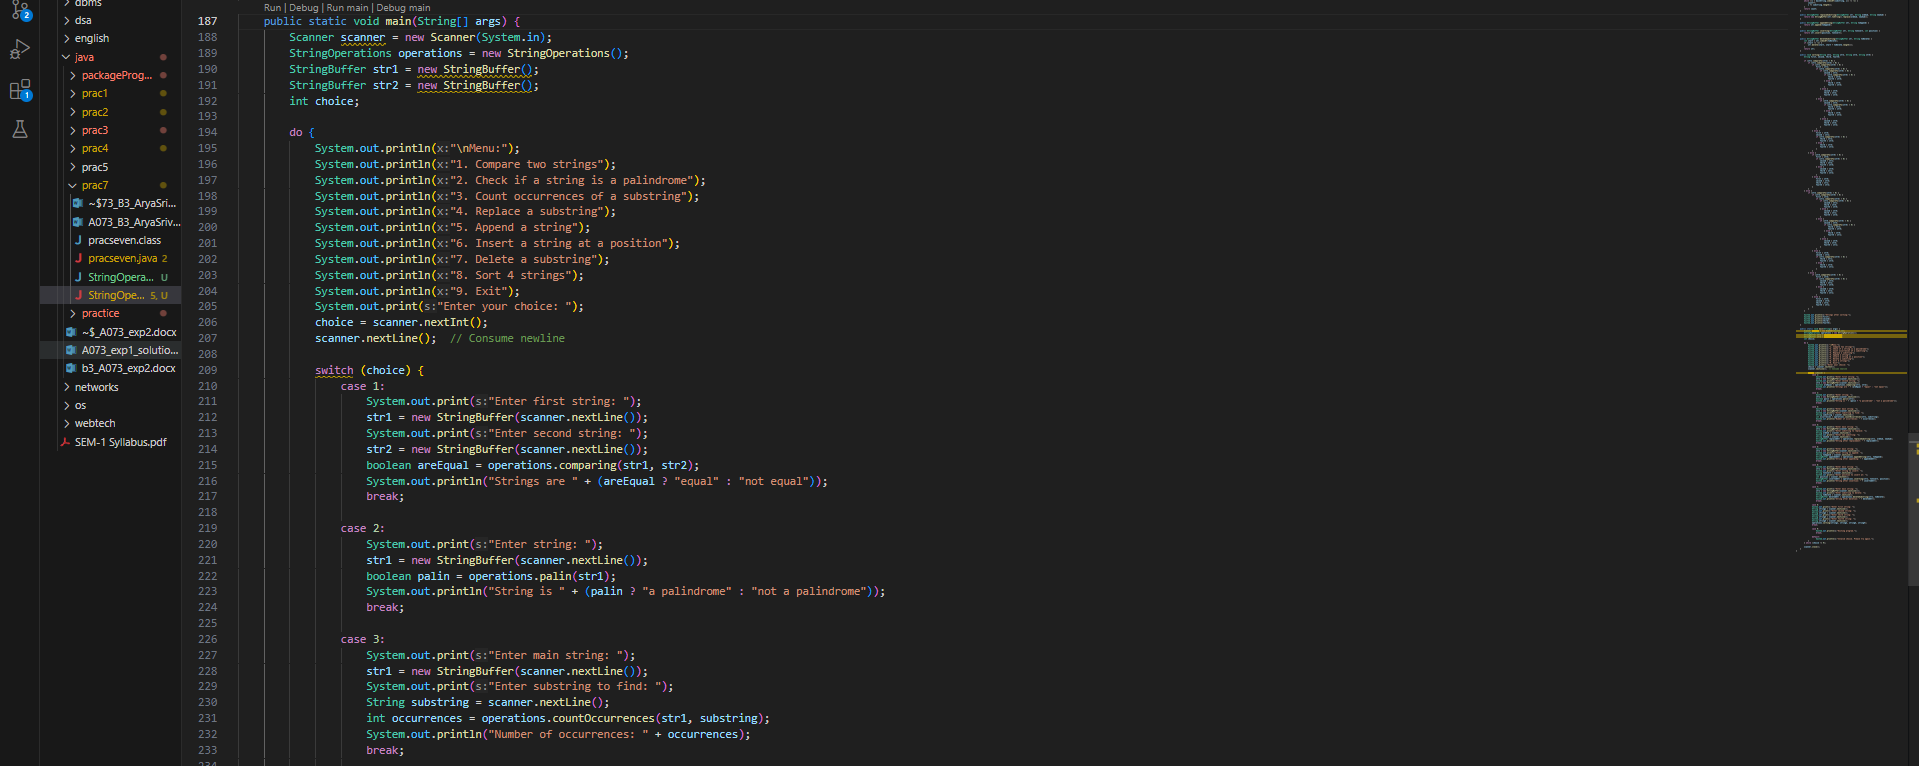 2
1
dbms
dsa
english
java
packageProg...
prac1
prac2
prac3
prac4
prac5
prac7
~$73_B3_AryaSri...
A073_B3_AryaSriv...
pracseven.class
pracseven.java 2
StringOpera... U
StringOpe... 5, U
practice
~$_A073_exp2.docx
A073_exp1_solutio...
b3_A073_exp2.docx
networks
os
webtech
SEM-1 Syllabus.pdf
Run | Debug | Run main | Debug main
187 public static void main(String[] args) {
188 Scanner scanner = new Scanner(System.in);
189 StringOperations operations = new StringOperations();
190 StringBuffer str1 = new StringBuffer();
191 StringBuffer str2 = new StringBuffer();
192 int choice;
193
194 do {
195 System.out.println(x:"\nMenu:");
196 System.out.println(x:"1. Compare two strings");
197 System.out.println(x:"2. Check if a string is a palindrome");
198 System.out.println(x:"3. Count occurrences of a substring");
199 System.out.println(x:"4. Replace a substring");
200 System.out.println(x:"5. Append a string");
201 System.out.println(x:"6. Insert a string at a position");
202 System.out.println(x:"7. Delete a substring");
203 System.out.println(x:"8. Sort 4 strings");
204 System.out.println(x:"9. Exit");
205 System.out.print(s:"Enter your choice: ");
206 choice = scanner.nextInt();
207 scanner.nextLine();  // Consume newline
208
209 switch (choice) {
210 case 1:
211 System.out.print(s:"Enter first string: ");
212 str1 = new StringBuffer(scanner.nextLine());
213 System.out.print(s:"Enter second string: ");
214 str2 = new StringBuffer(scanner.nextLine());
215 boolean areEqual = operations.comparing(str1, str2);
216 System.out.println("Strings are " + (areEqual ? "equal" : "not equal"));
217 break;
218
219 case 2:
220 System.out.print(s:"Enter string: ");
221 str1 = new StringBuffer(scanner.nextLine());
222 boolean palin = operations.palin(str1);
223 System.out.println("String is " + (palin ? "a palindrome" : "not a palindrome"));
224 break;
225
226 case 3:
227 System.out.print(s:"Enter main string: ");
228 str1 = new StringBuffer(scanner.nextLine());
229 System.out.print(s:"Enter substring to find: ");
230 String substring = scanner.nextLine();
231 int occurrences = operations.countOccurrences(str1, substring);
232 System.out.println("Number of occurrences: " + occurrences);
233 break;
234